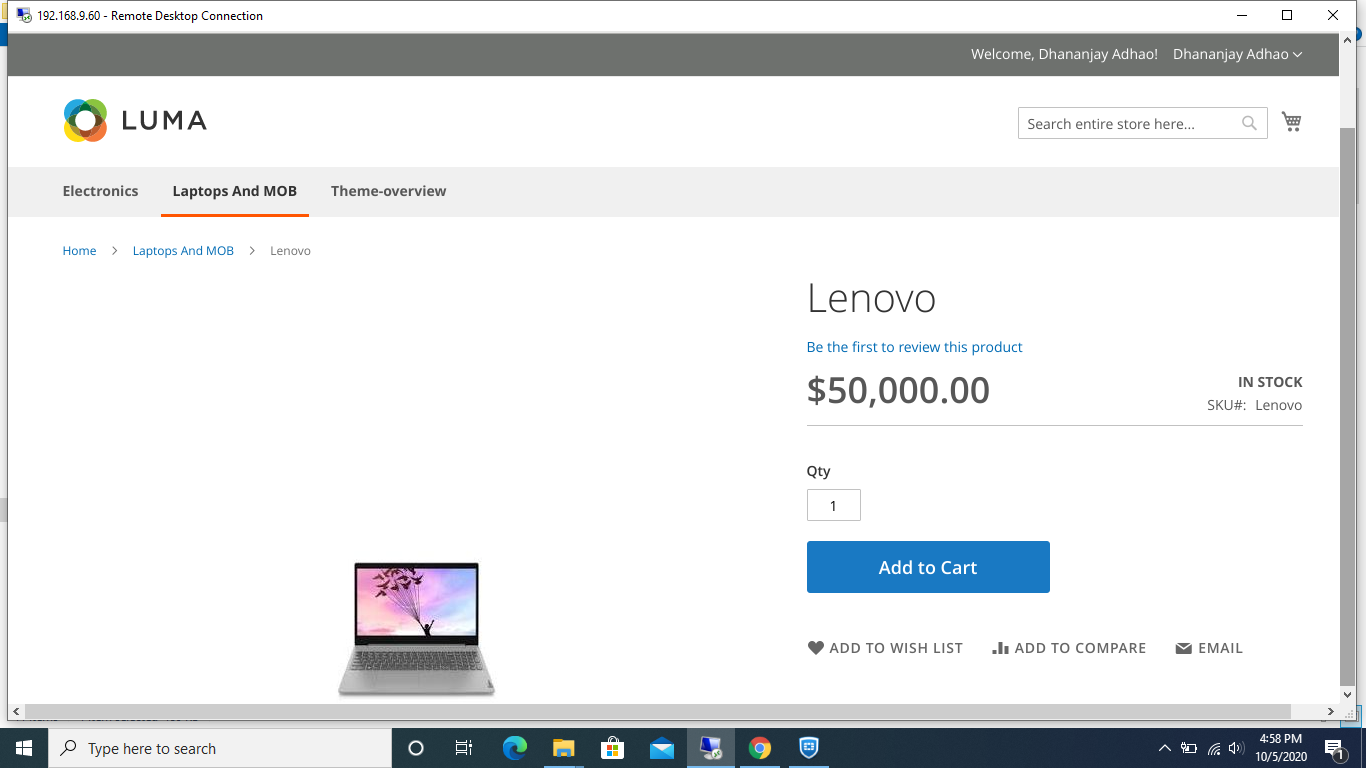 192.168.9.60 - Remote Desktop Connection
Welcome, Dhananjay Adhao! Dhananjay Adhao
LUMA
Search entire store here...
Electronics Laptops And MOB Theme-overview
Home > Laptops And MOB > Lenovo
Lenovo
Be the first to review this product
$50,000.00
IN STOCK
SKU#: Lenovo
Qty
1
Add to Cart
ADD TO WISH LIST ADD TO COMPARE EMAIL
Type here to search
4:58 PM
10/5/2020
1